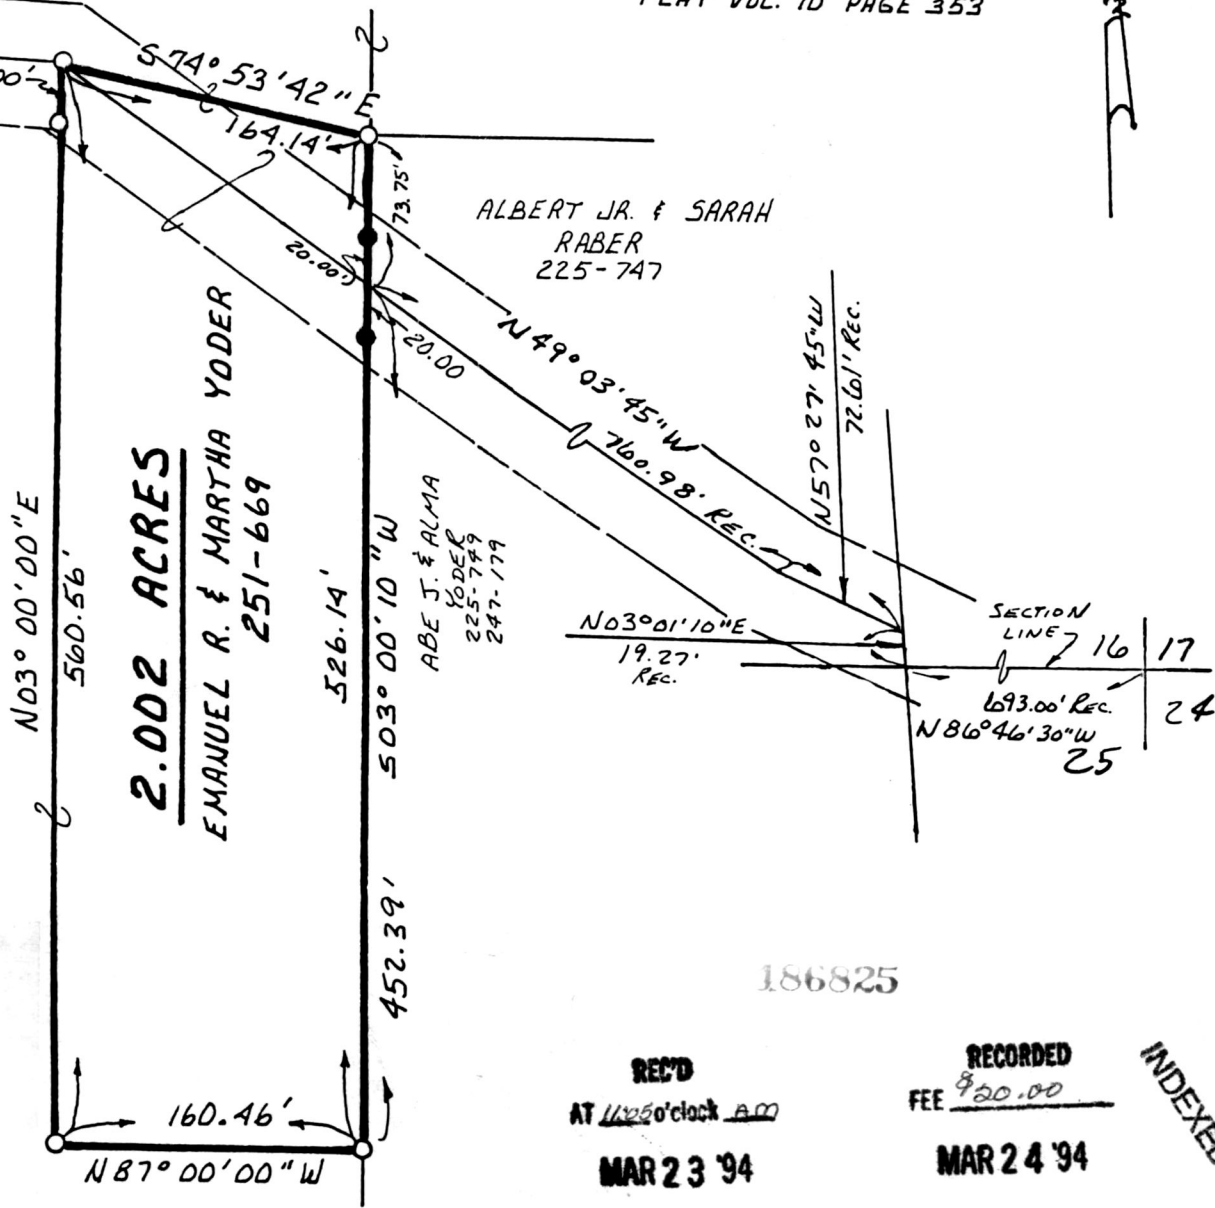 PLAT VOL. 10 PAGE 353
S 74° 53' 42" E
164.14'
73.75'
ALBERT JR. & SARAH
RABER
225-747
20.00'
20.00
N 49° 03' 45" W
760.98' REC.
N57° 27' 45" W
72.61' REC.
N03° 00' 00" E
560.56'
2.002 ACRES
EMANUEL R. & MARTHA YODER
251-669
526.14'
S03° 00' 10" W
452.39'
ABE J. & ALMA
YODER
225-749
247-179
N03°01'10"E
19.27'
REC.
SECTION
LINE
16 17
693.00' REC.
24
N86°46'30"W
25
160.46'
N 87° 00' 00" W
186825
REC'D
AT 11:05 o'clock AM
MAR 23 '94
RECORDED
FEE $20.00
MAR 24 '94
INDEXED